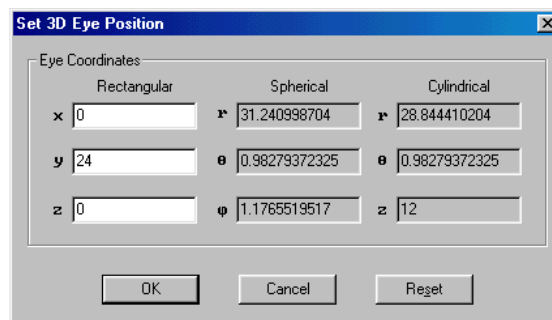 Set 3D Eye Position
Eye Coordinates
Rectangular Spherical Cylindrical
x 0 r 31.240998704 r 28.844410204
y 24 θ 0.98279372325 θ 0.98279372325
z 0 φ 1.1765519517 z 12
OK Cancel Reset